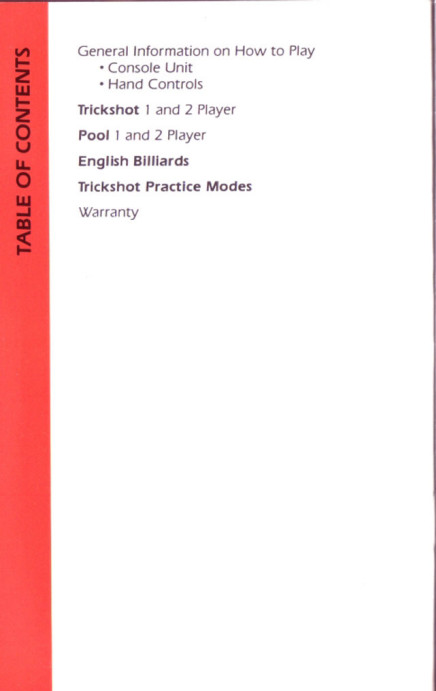 TABLE OF CONTENTS
General Information on How to Play
• Console Unit
• Hand Controls
Trickshot 1 and 2 Player
Pool 1 and 2 Player
English Billiards
Trickshot Practice Modes
Warranty